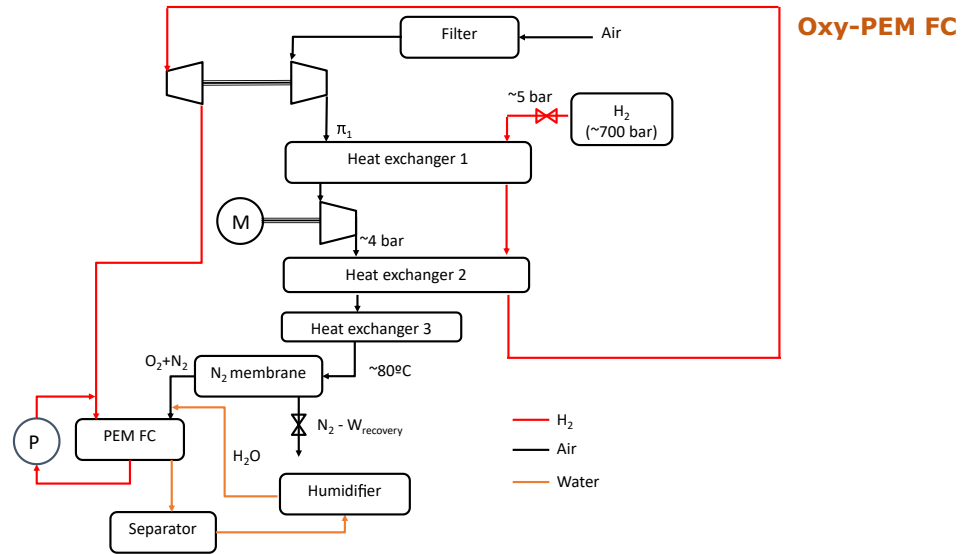 Oxy-PEM FC
Filter
Air
~5 bar
H₂
(~700 bar)
π₁
Heat exchanger 1
M
~4 bar
Heat exchanger 2
Heat exchanger 3
O₂+N₂
N₂ membrane
~80ºC
P
PEM FC
N₂ - Wrecovery
H₂O
Humidifier
Separator
H₂
Air
Water